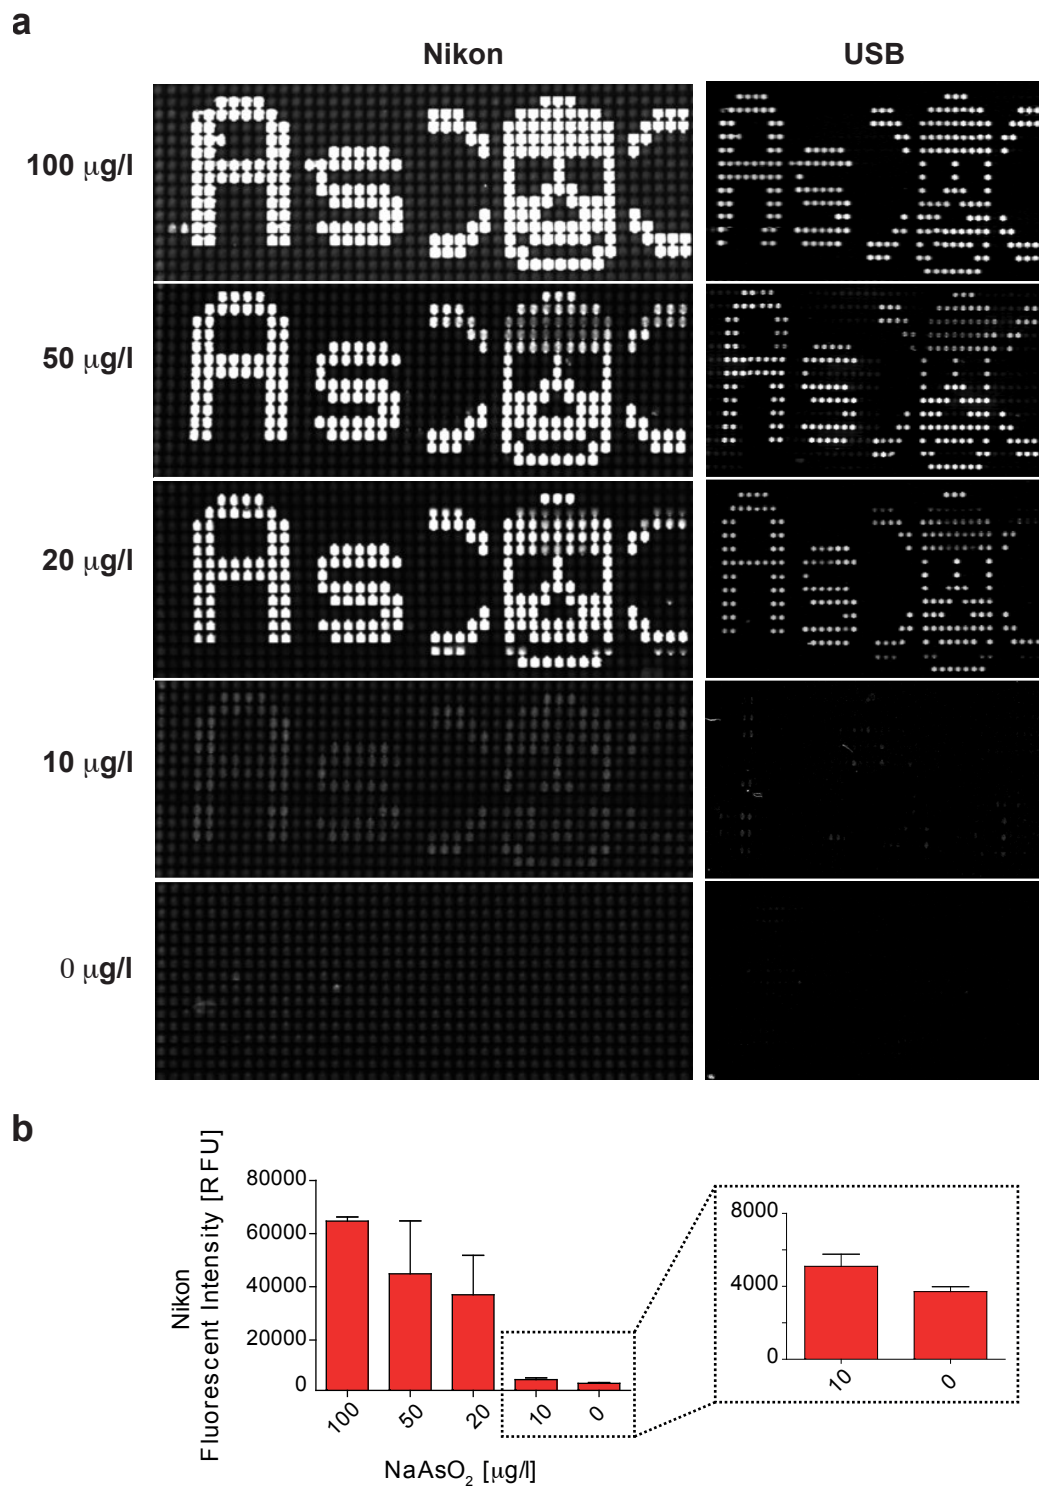 a
Nikon USB
100 μg/l
As As
50 μg/l
As As
20 μg/l
As As
10 μg/l
As
0 μg/l
b
Nikon
Fluorescent Intensity [RFU]
80000
60000
40000
20000
0
100 50 20 10 0
NaAsO₂ [μg/l]
8000
4000
0
10 0